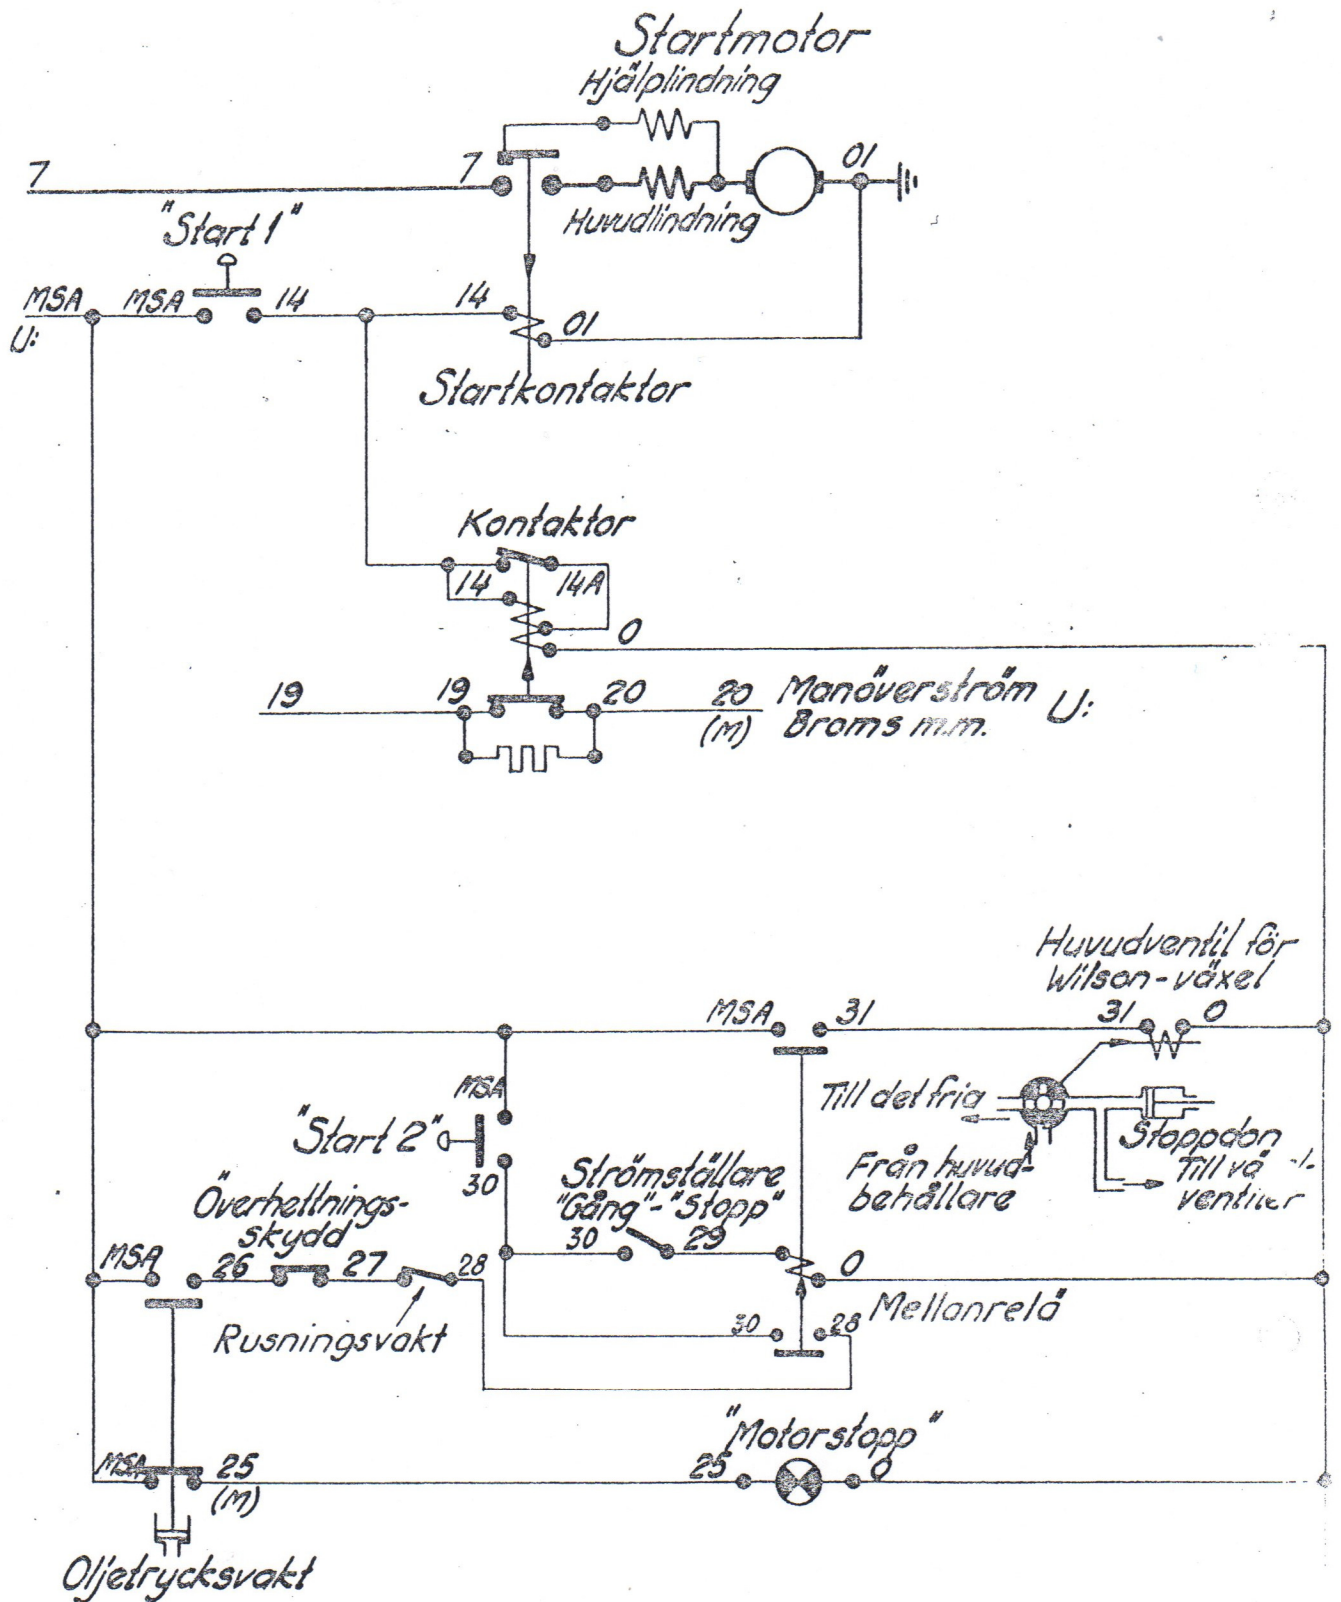 Startmotor
Hjälplindning
7
7
01
"Start 1"
Huvudlindning
MSA
MSA
14
14
01
U:
Startkontaktor
Kontaktor
14
14A
0
19
19
20
20
(M)
Manöverström
Broms m.m.
U:
Huvudventil för
Wilson-växel
MSA
31
31
0
MSA
Till det fria
"Start 2"
Stoppdon
30
Strömställare
"Gång"-"Stopp"
Från huvud-
behållare
Till
Överhettnings-
skydd
30
29
MSA
26
27
28
0
Rusningsvakt
Mellanrelä
30
28
"Motorstopp"
MSA
25
(M)
25
0
Oljetrycksvakt